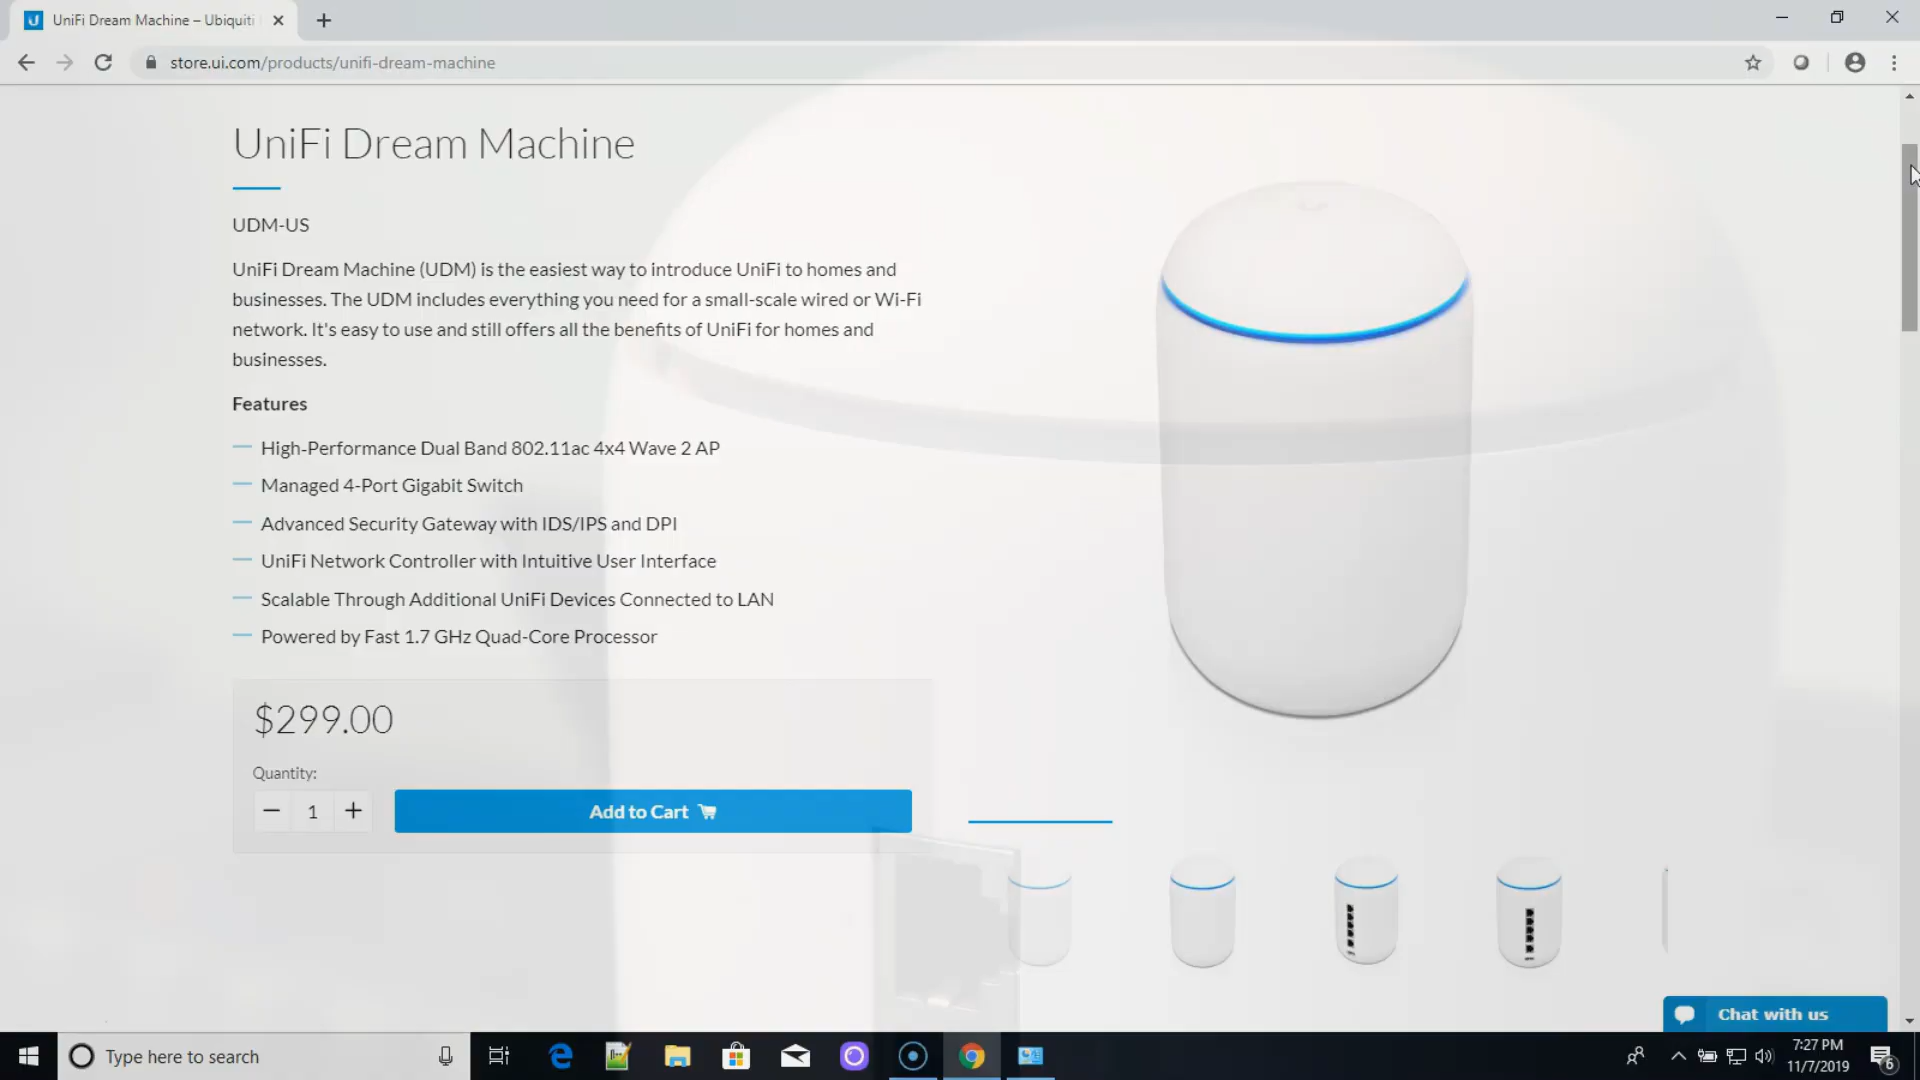 UniFi Dream Machine – Ubiquiti
store.ui.com/products/unifi-dream-machine
UniFi Dream Machine
UDM-US
UniFi Dream Machine (UDM) is the easiest way to introduce UniFi to homes and
businesses. The UDM includes everything you need for a small-scale wired or Wi-Fi
network. It's easy to use and still offers all the benefits of UniFi for homes and
businesses.
Features
High-Performance Dual Band 802.11ac 4x4 Wave 2 AP
Managed 4-Port Gigabit Switch
Advanced Security Gateway with IDS/IPS and DPI
UniFi Network Controller with Intuitive User Interface
Scalable Through Additional UniFi Devices Connected to LAN
Powered by Fast 1.7 GHz Quad-Core Processor
$299.00
Quantity:
1
Add to Cart
Chat with us
Type here to search
7:27 PM
11/7/2019
6